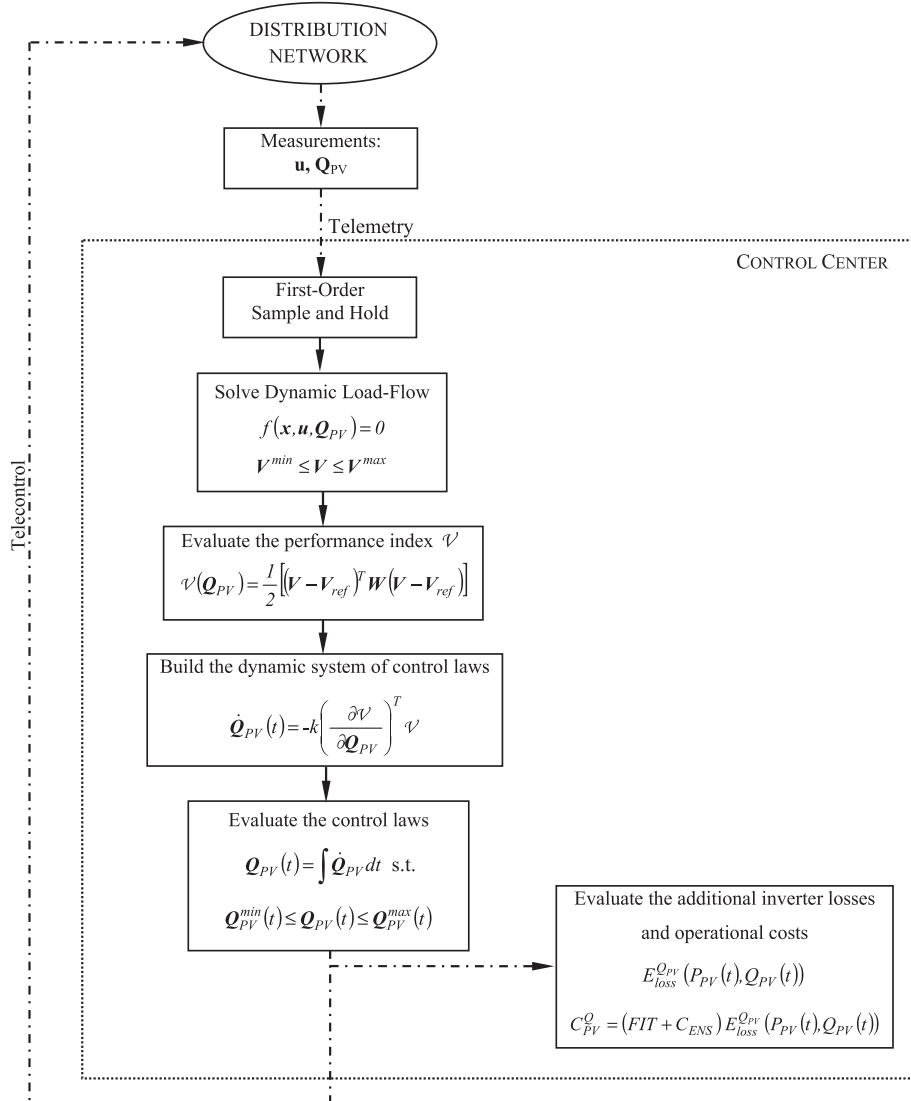 DISTRIBUTION
NETWORK
Measurements:
u, Q_PV
Telemetry
CONTROL CENTER
First-Order
Sample and Hold
Solve Dynamic Load-Flow
f(x,u,Q_PV)=0
V^min ≤ V ≤ V^max
Telecontrol
Evaluate the performance index 𝒱
𝒱(Q_PV)=1/2[(V−V_ref)^T W(V−V_ref)]
Build the dynamic system of control laws
Q̇_PV(t)=-k(∂𝒱/∂Q_PV)^T 𝒱
Evaluate the control laws
Q_PV(t)=∫Q̇_PV dt s.t.
Q_PV^min(t)≤Q_PV(t)≤Q_PV^max(t)
Evaluate the additional inverter losses
and operational costs
E_loss^Q_PV(P_PV(t),Q_PV(t))
C_PV^Q=(FIT+C_ENS)E_loss^Q_PV(P_PV(t),Q_PV(t))